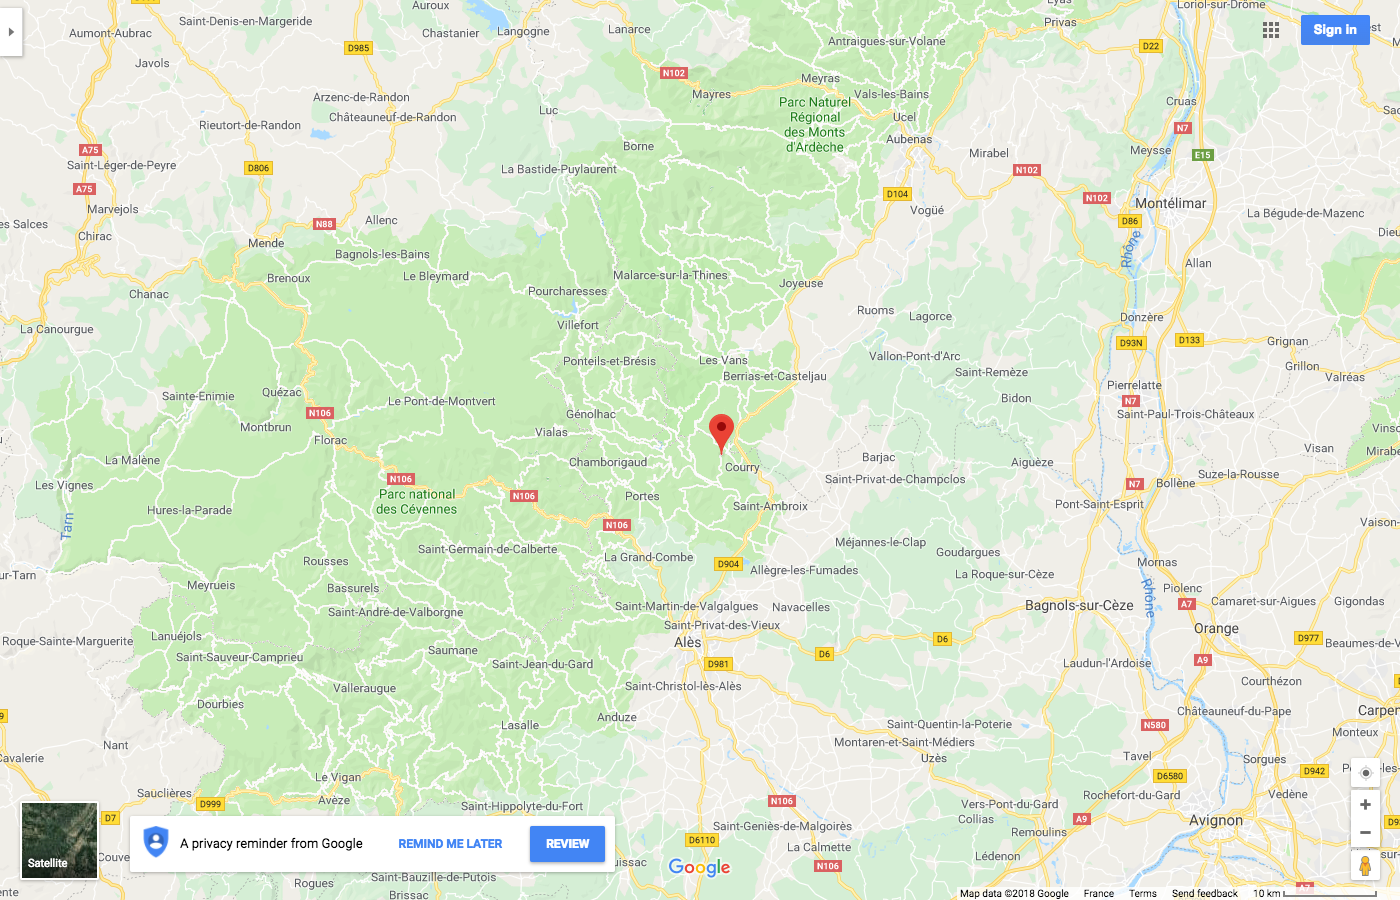 Saint-Denis-en-Margeride
Auroux
Langogne
Lanarce
Loriol-sur-Drôme
Privas
Aumont-Aubrac
Chastanier
D985
Antraigues-sur-Volane
D22
Sign in
Javols
N102
Meyras
Mayres
Vals-les-Bains
Arzenc-de-Randon
Châteauneuf-de-Randon
Luc
Parc Naturel
Régional
des Monts
d'Ardèche
Cruas
Ucel
Rieutort-de-Randon
N7
A75
Borne
Aubenas
Mirabel
Meysse
E15
Saint-Léger-de-Peyre
D806
La Bastide-Puylaurent
N102
A75
D104
N102
Montélimar
Marvejols
Allenc
Vogüé
D86
La Bégude-de-Mazenc
es Salces
N88
Chirac
Mende
Bagnols-les-Bains
Rhône
Allan
Brenoux
Le Bleymard
Malarce-sur-la-Thines
Joyeuse
Chanac
Pourcharesses
Ruoms
Lagorce
Donzère
La Canourgue
Villefort
D93N
D133
Grignan
Ponteils-et-Brésis
Les Vans
Vallon-Pont-d'Arc
Grillon
Berrias-et-Casteljau
Saint-Remèze
Valréas
Sainte-Enimie
Quézac
Le Pont-de-Montvert
Pierrelatte
Bidon
N7
N106
Génolhac
Saint-Paul-Trois-Châteaux
Montbrun
Florac
Vialas
Visan
La Malène
Chamborigaud
Courry
Barjac
Aiguèze
Suze-la-Rousse
Les Vignes
N106
Saint-Privat-de-Champclos
N7
Bollène
Parc national
des Cévennes
N106
Portes
Saint-Ambroix
Pont-Saint-Esprit
Hures-la-Parade
Tarn
N106
Saint-Germain-de-Calberte
La Grand-Combe
Méjannes-le-Clap
Goudargues
Rousses
D904
Allègre-les-Fumades
La Roque-sur-Cèze
Mornas
ur-Tarn
Meyrueis
Bassurels
Rhône
Piolenc
Saint-André-de-Valborgne
Saint-Martin-de-Valgalgues
Navacelles
Bagnols-sur-Cèze
A7
Camaret-sur-Aigues
Gigondas
Saint-Privat-des-Vieux
Orange
Roque-Sainte-Marguerite
Lanuéjols
Alès
D6
D977
Beaumes-de-
Saint-Sauveur-Camprieu
Saumane
Saint-Jean-du-Gard
D981
D6
A9
Laudun-l'Ardoise
Valleraugue
Saint-Christol-lès-Alès
Courthézon
Dourbies
Anduze
Châteauneuf-du-Pape
Carpen
Lasalle
Saint-Quentin-la-Poterie
N580
Monteux
Nant
Montaren-et-Saint-Médiers
Cavalerie
Uzès
Tavel
Sorgues
Le Vigan
D6580
D942
Sauclières
Avèze
D999
Saint-Hippolyte-du-Fort
N106
Vers-Pont-du-Gard
Rochefort-du-Gard
Vedène
D7
Collias
A9
Avignon
Saint-Geniès-de-Malgoirès
Remoulins
A privacy reminder from Google
REMIND ME LATER
REVIEW
D6110
La Calmette
Lédenon
Satellite
Couve
uissac
Google
N106
Rogues
Saint-Bauzille-de-Putois
Brissac
A7
Map data ©2018 Google
France
Terms
Send feedback
10 km